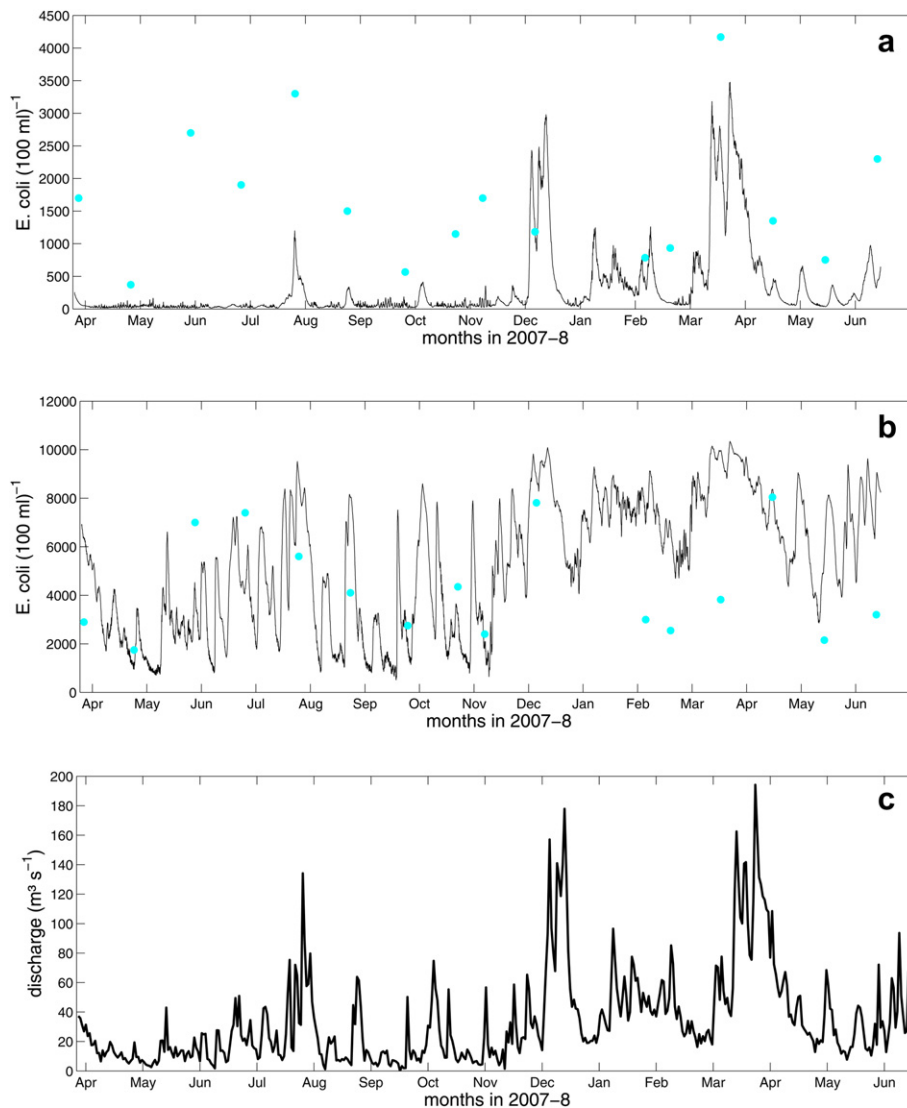 a
4500
4000
3500
3000
2500
2000
1500
1000
500
0
E. coli (100 ml)−1
Apr May Jun Jul Aug Sep Oct Nov Dec Jan Feb Mar Apr May Jun
months in 2007−8
b
12000
10000
8000
6000
4000
2000
0
E. coli (100 ml)−1
Apr May Jun Jul Aug Sep Oct Nov Dec Jan Feb Mar Apr May Jun
months in 2007−8
c
200
180
160
140
120
100
80
60
40
20
0
discharge (m³ s−1)
Apr May Jun Jul Aug Sep Oct Nov Dec Jan Feb Mar Apr May Jun
months in 2007−8